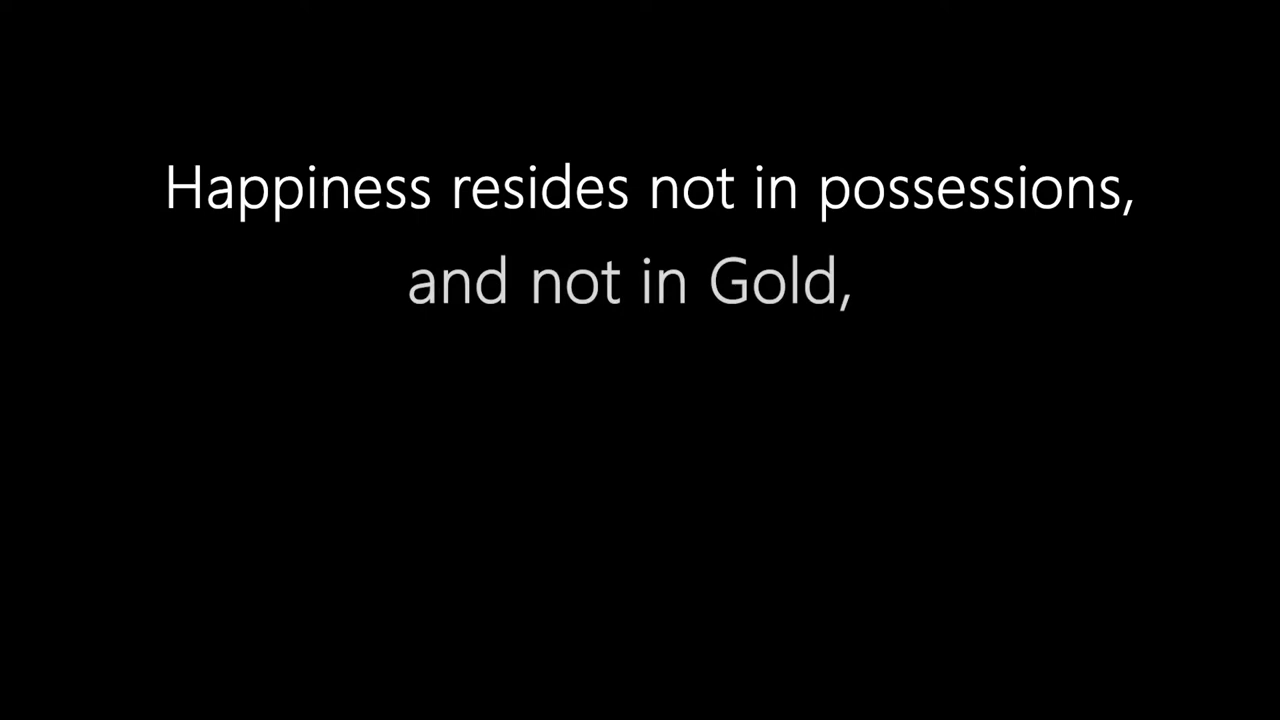 Happiness resides not in possessions,
and not in Gold,